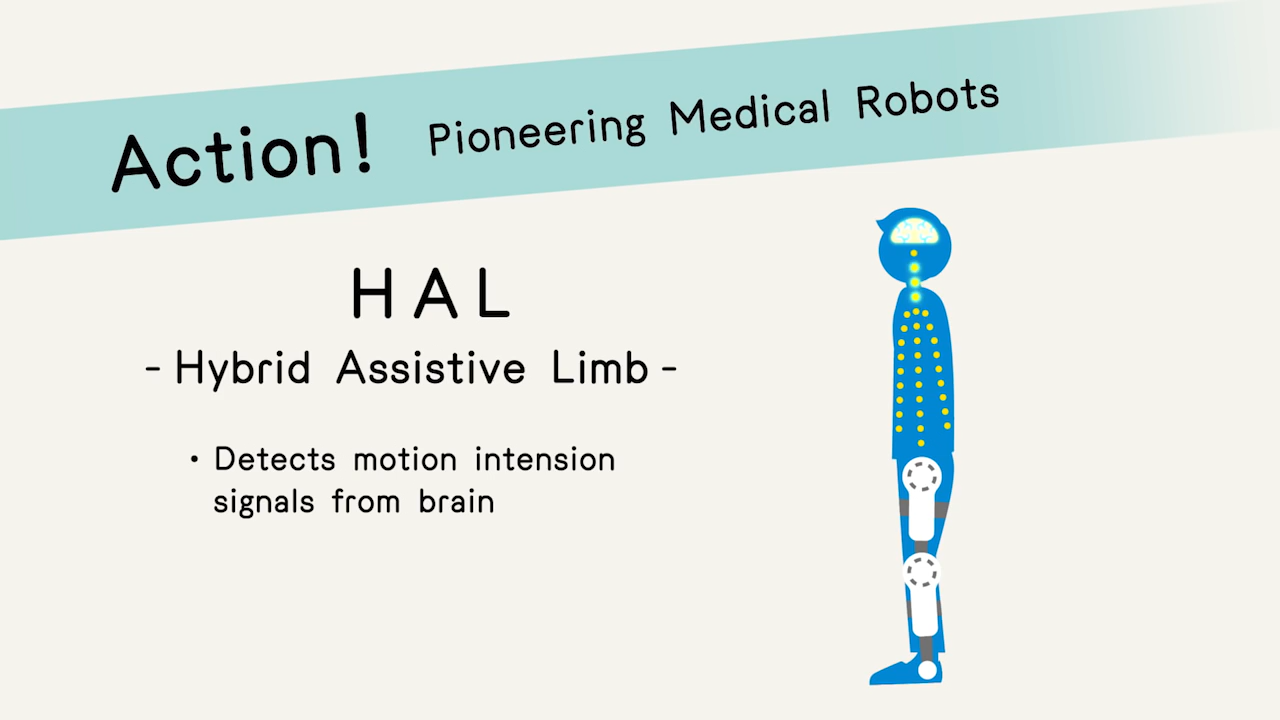 Action! Pioneering Medical Robots
HAL
- Hybrid Assistive Limb -
・Detects motion intension
signals from brain